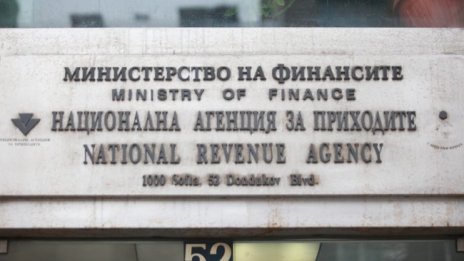 МИНИСТЕРСТВО НА ФИНАНСИТЕ
MINISTRY OF FINANCE
НАЦИОНАЛНА АГЕНЦИЯ ЗА ПРИХОДИТЕ
NATIONAL REVENUE AGENCY
1000 Sofia, 52 Dondukov Blvd.
52